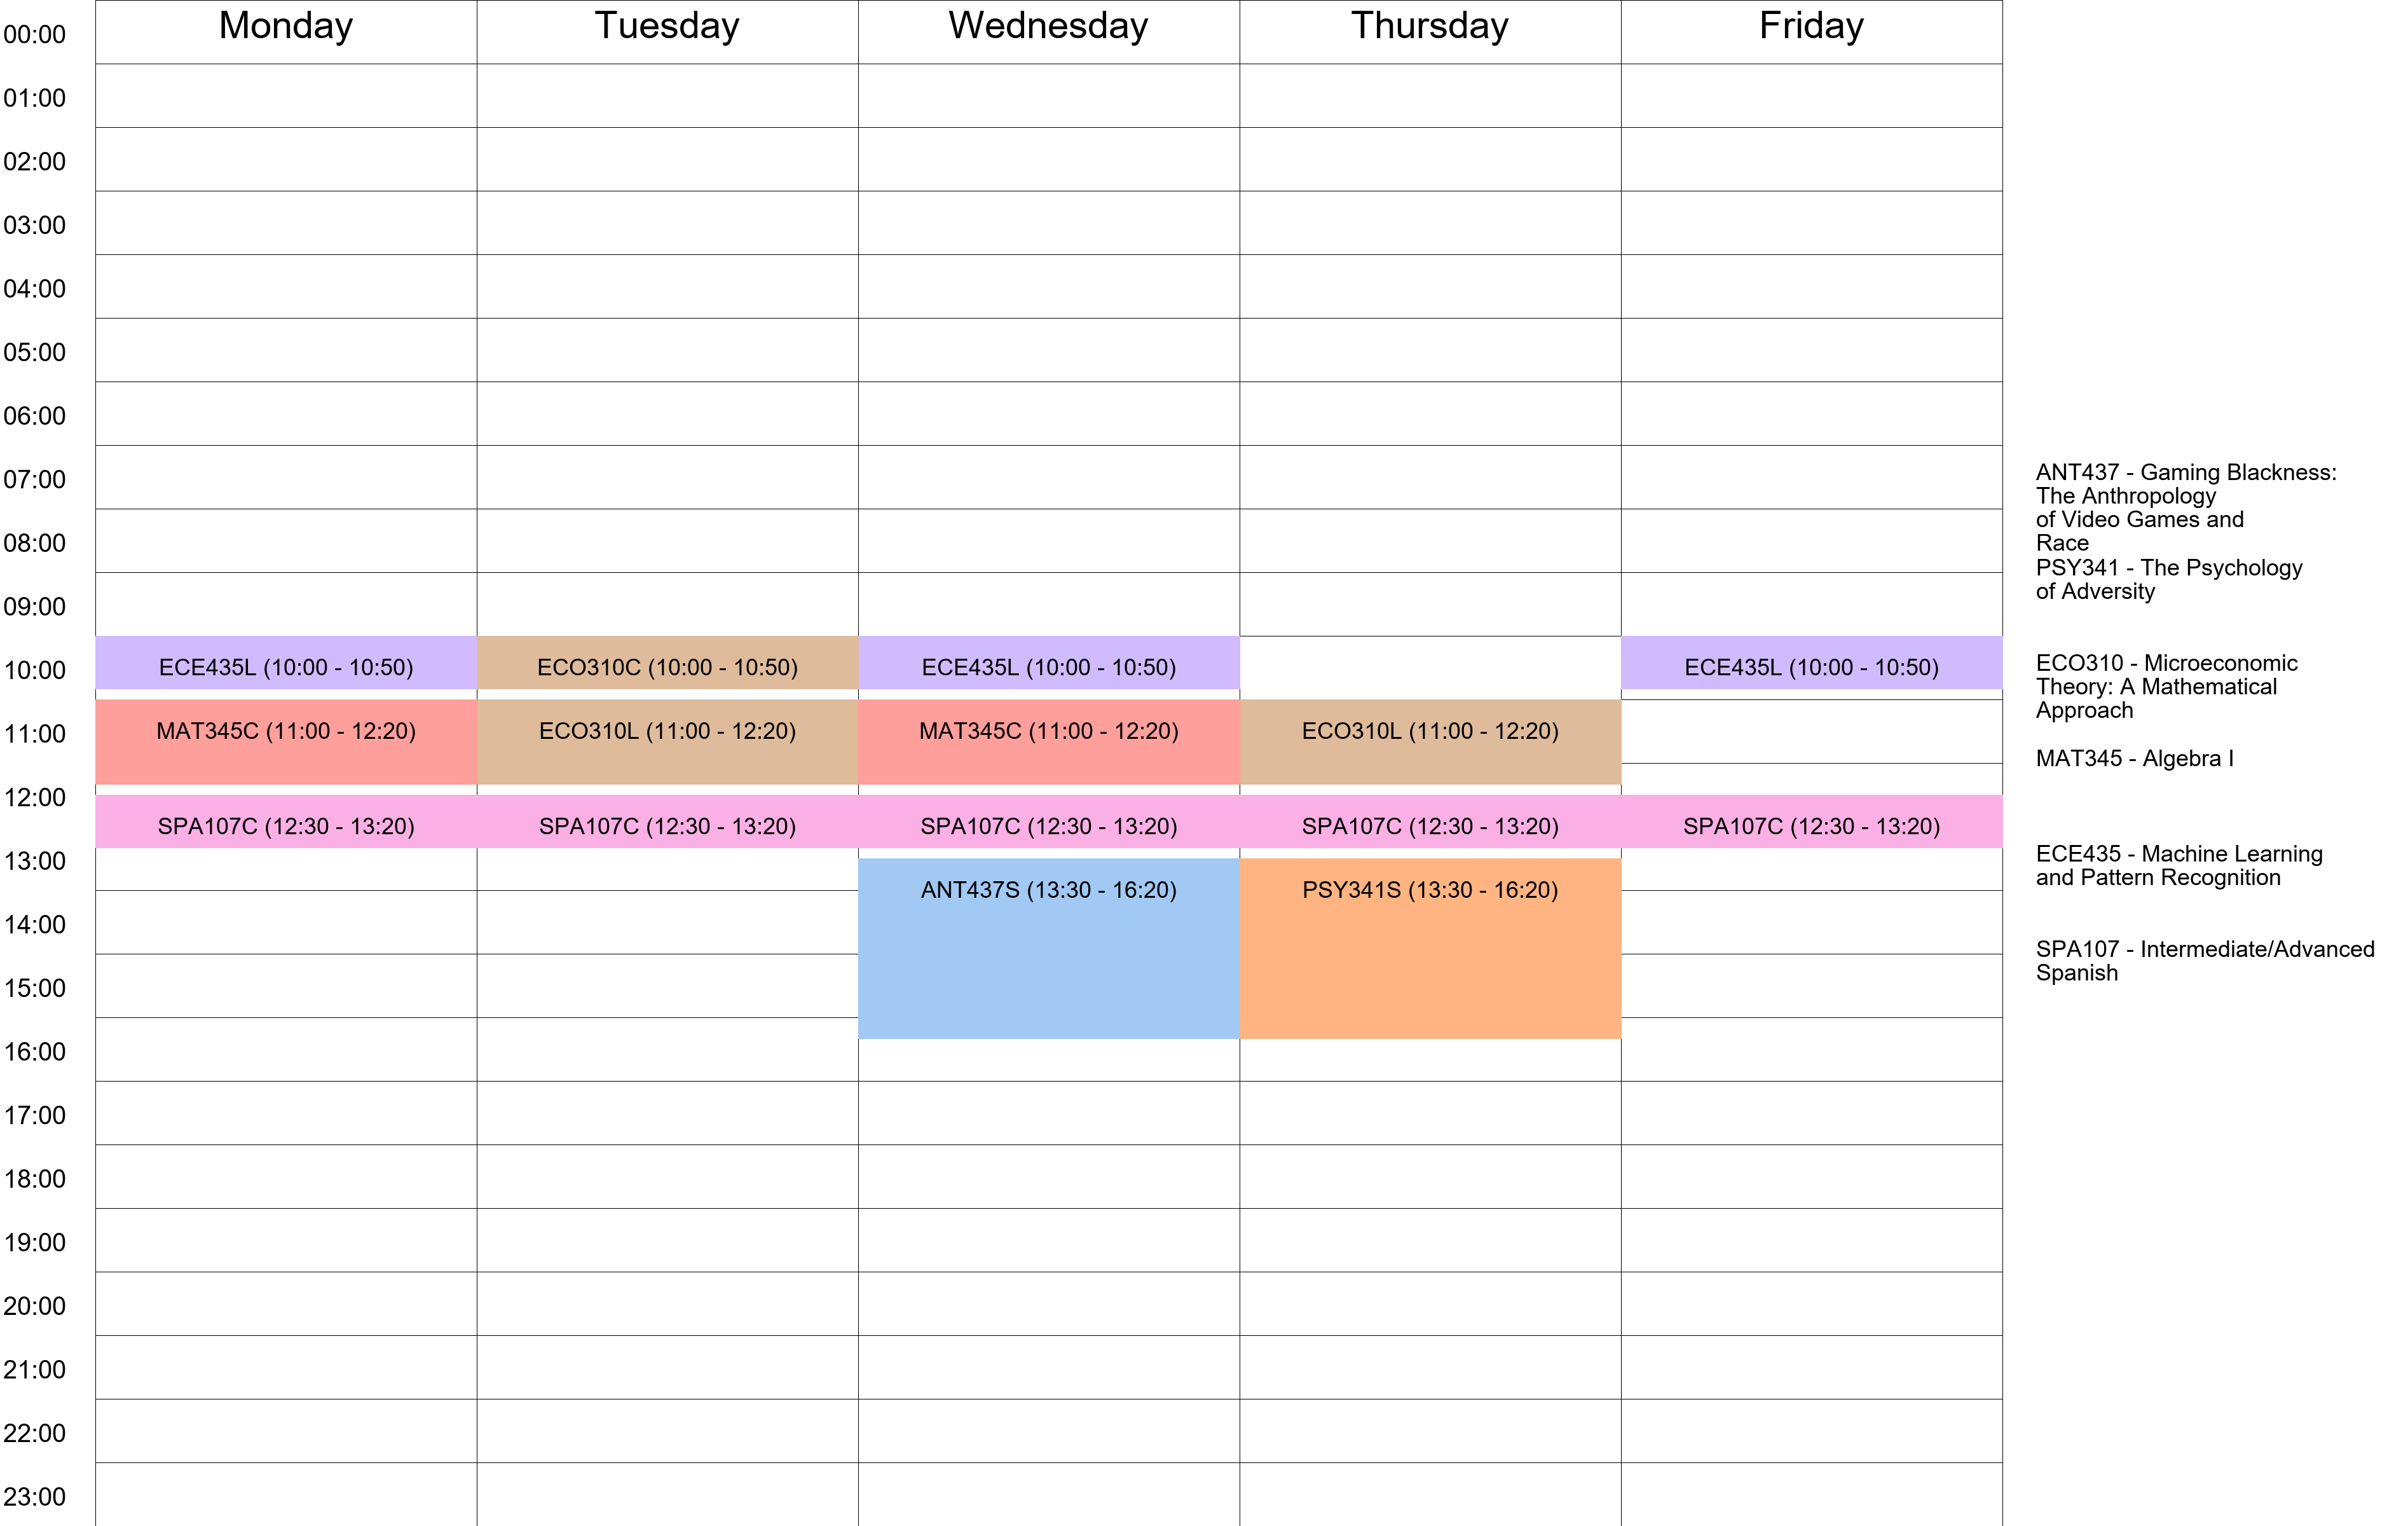 Monday Tuesday Wednesday Thursday Friday
00:00
01:00
02:00
03:00
04:00
05:00
06:00
07:00
08:00
09:00
10:00 ECE435L (10:00 - 10:50) ECO310C (10:00 - 10:50) ECE435L (10:00 - 10:50) ECE435L (10:00 - 10:50)
11:00 MAT345C (11:00 - 12:20) ECO310L (11:00 - 12:20) MAT345C (11:00 - 12:20) ECO310L (11:00 - 12:20)
12:00
SPA107C (12:30 - 13:20) SPA107C (12:30 - 13:20) SPA107C (12:30 - 13:20) SPA107C (12:30 - 13:20) SPA107C (12:30 - 13:20)
13:00
ANT437S (13:30 - 16:20) PSY341S (13:30 - 16:20)
14:00
15:00
16:00
17:00
18:00
19:00
20:00
21:00
22:00
23:00
ANT437 - Gaming Blackness:
The Anthropology
of Video Games and
Race
PSY341 - The Psychology
of Adversity
ECO310 - Microeconomic
Theory: A Mathematical
Approach
MAT345 - Algebra I
ECE435 - Machine Learning
and Pattern Recognition
SPA107 - Intermediate/Advanced
Spanish